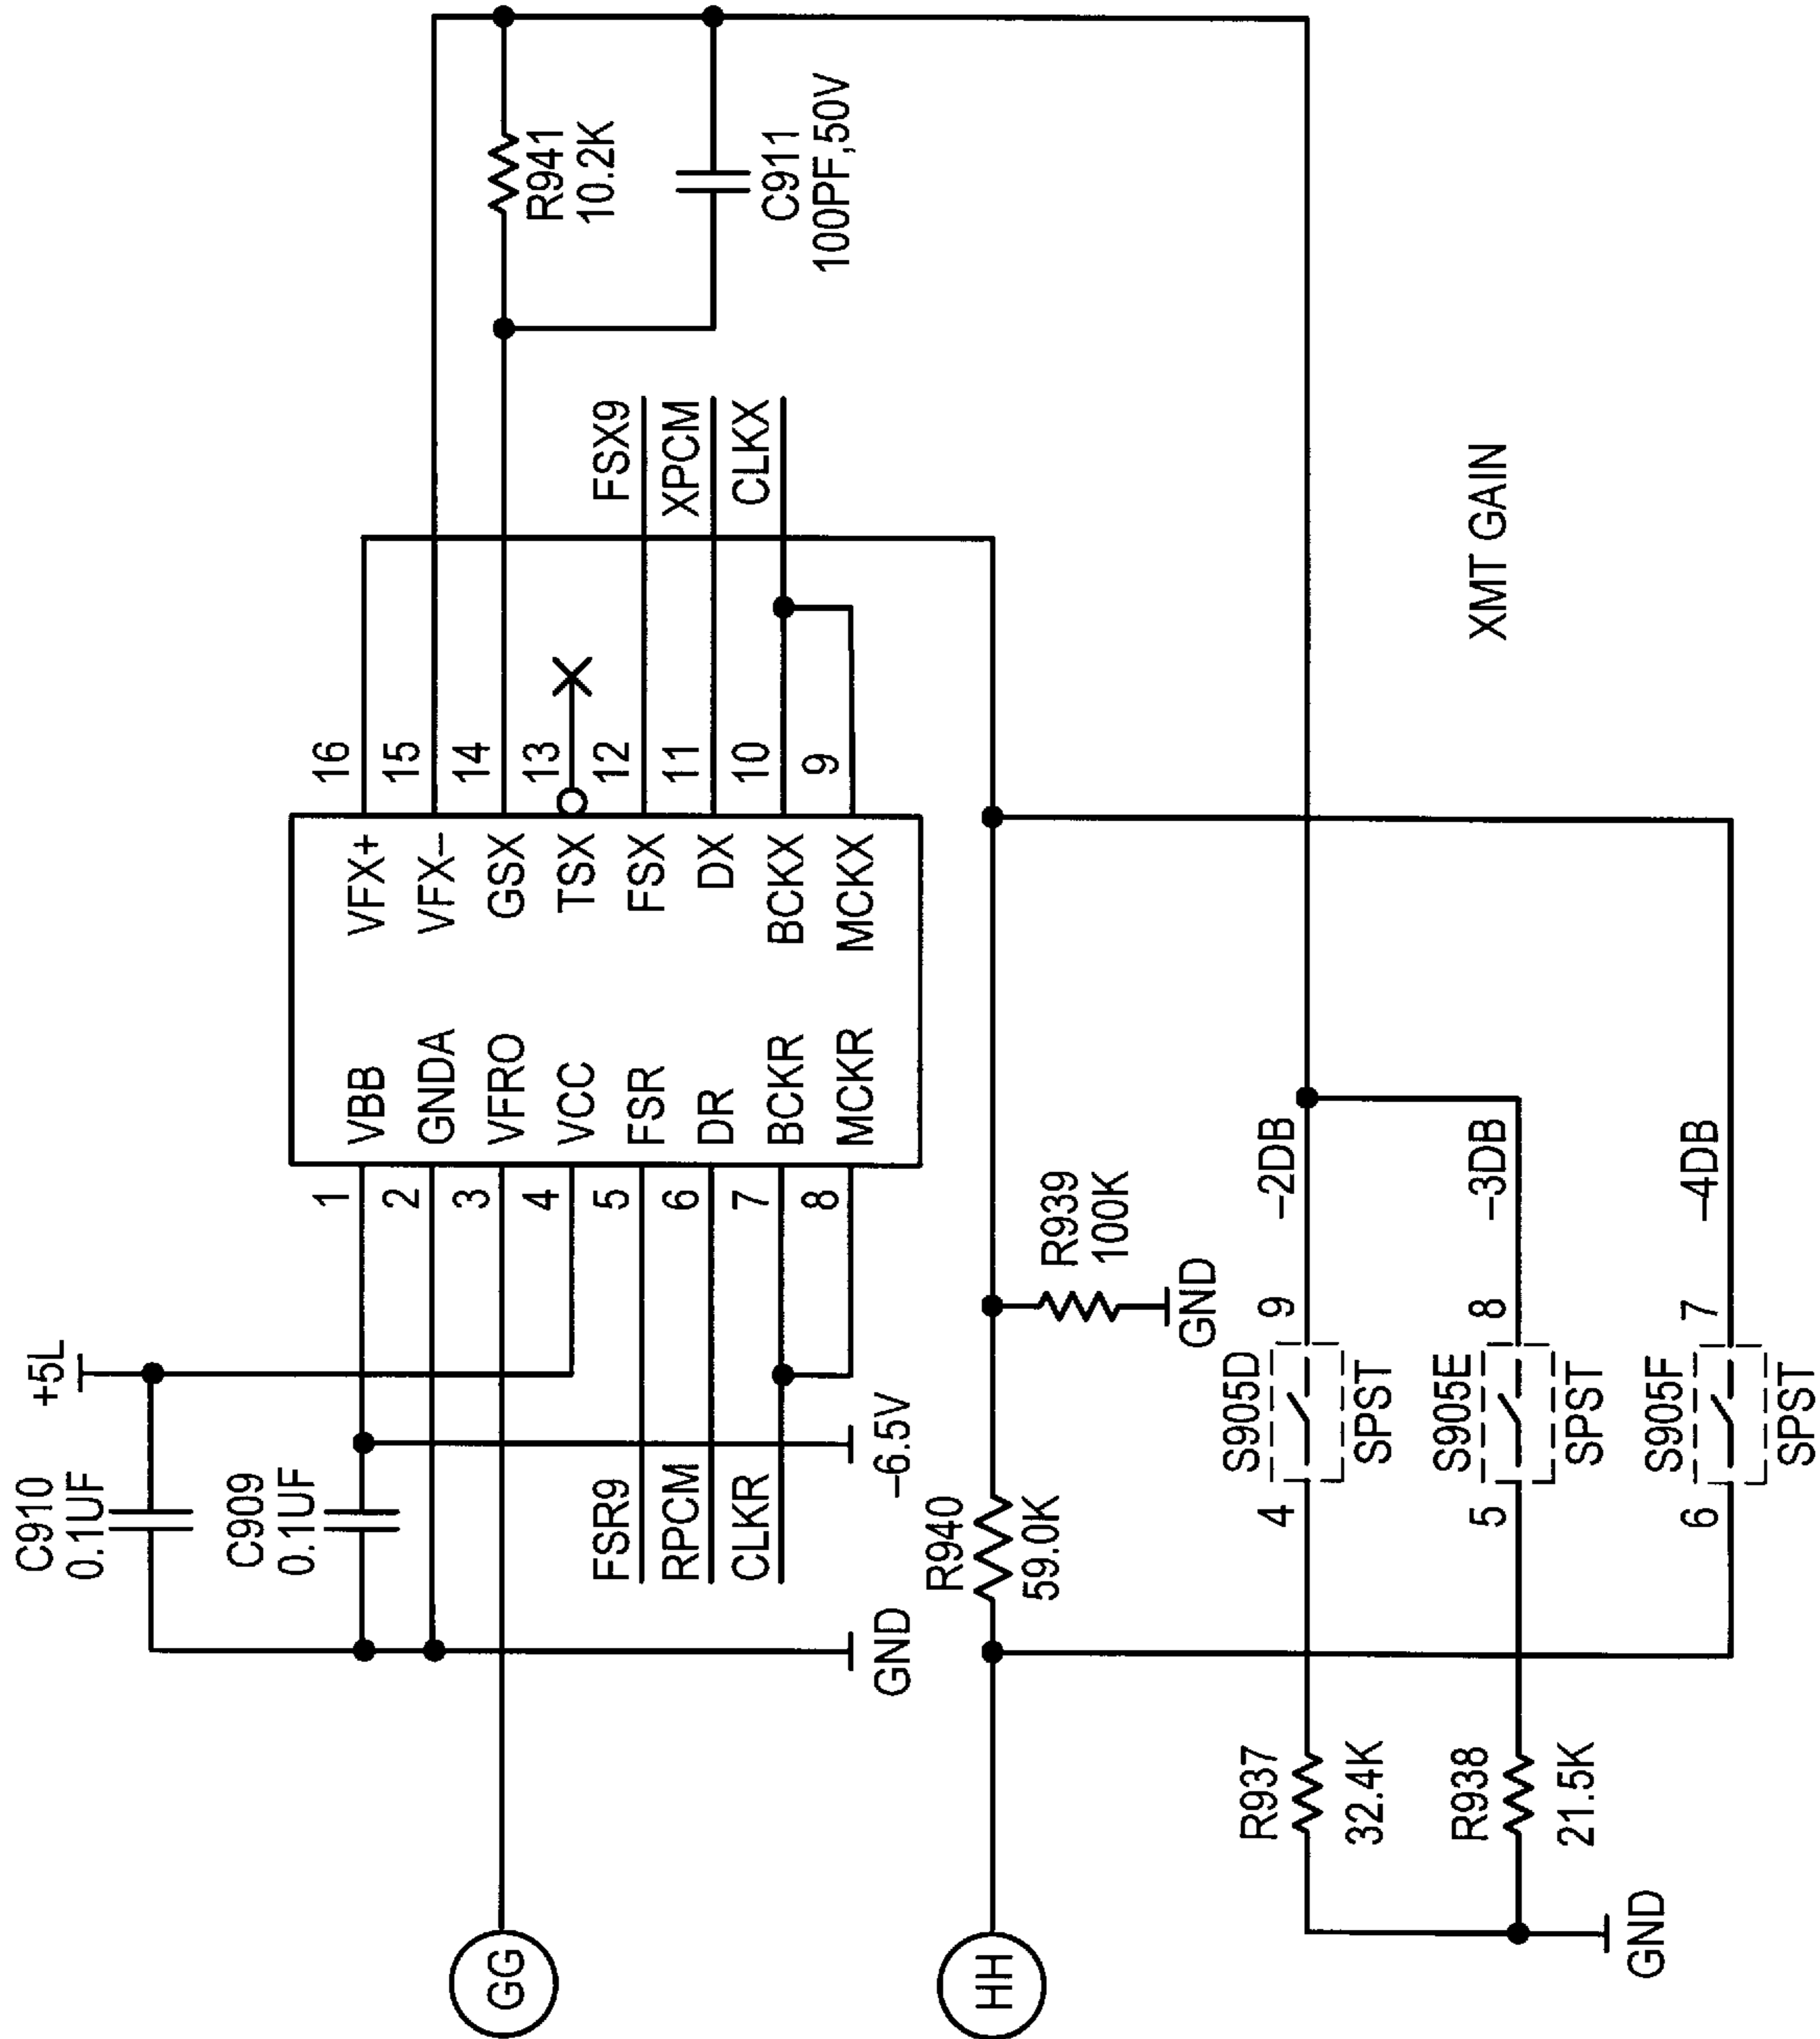 C910
0.1UF
+5L
C909
0.1UF
1
2
3
4
5
6
7
8
VBB
GNDA
VFRO
VCC
FSR
DR
BCKR
MCKR
VFX+
VFX–
GSX
TSX
FSX
DX
BCKX
MCKX
16
15
14
13
12
11
10
9
R941
10.2K
C911
100PF,50V
FSX9
XPCM
CLKX
FSR9
RPCM
CLKR
–6.5V
GND
GG
HH
R940
59.0K
R939
100K
GND
R937
32.4K
4
S905D
SPST
9
–2DB
R938
21.5K
5
S905E
SPST
8
–3DB
6
S905F
SPST
7
–4DB
GND
XMT GAIN